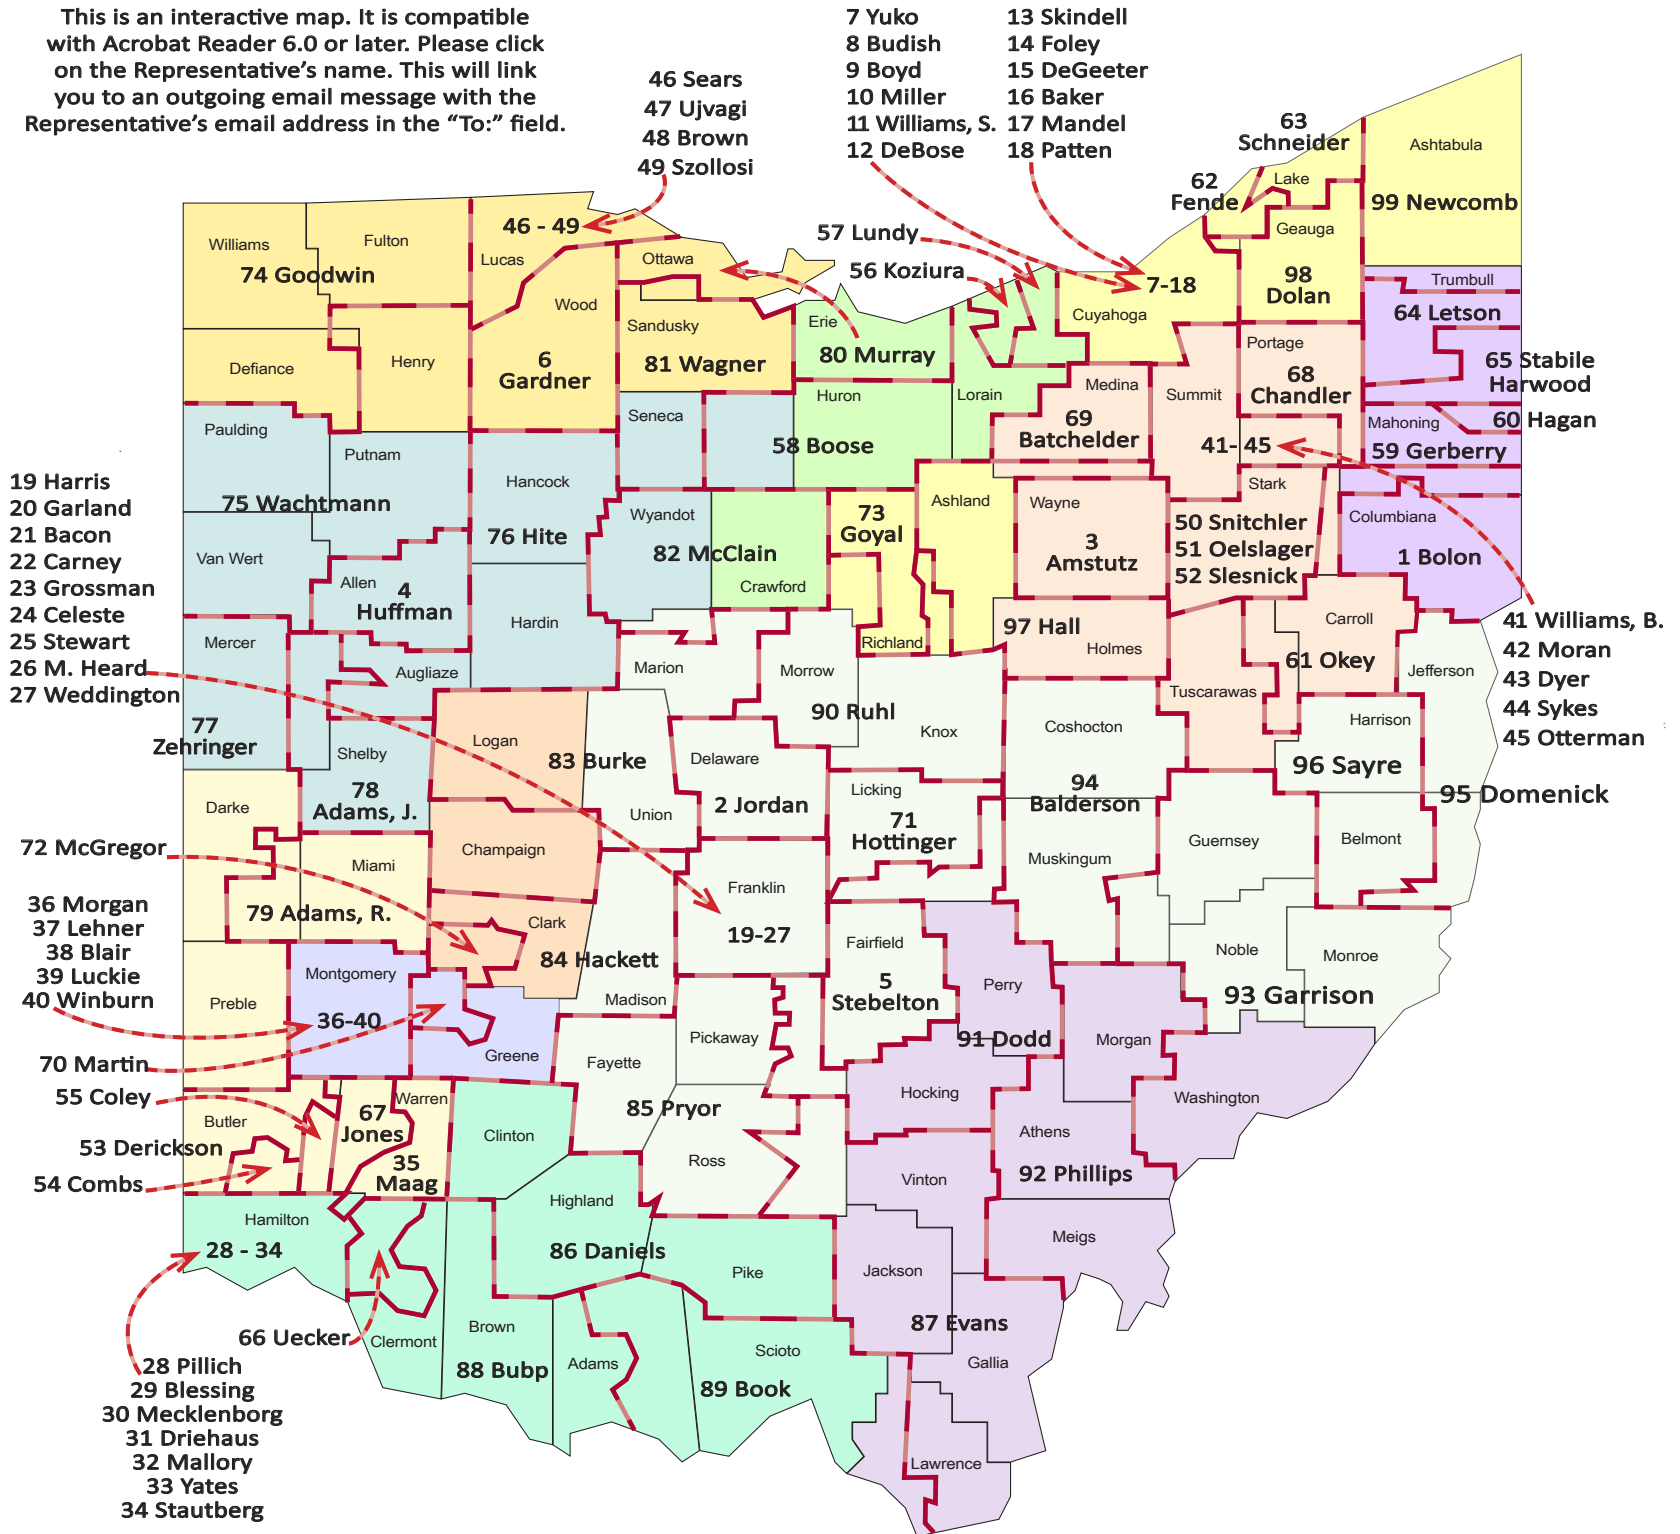 This is an interactive map. It is compatible
with Acrobat Reader 6.0 or later. Please click
on the Representative's name. This will link
you to an outgoing email message with the
Representative's email address in the "To:" field.
46 Sears
47 Ujvagi
48 Brown
49 Szollosi
7 Yuko
8 Budish
9 Boyd
10 Miller
11 Williams, S.
12 DeBose
13 Skindell
14 Foley
15 DeGeeter
16 Baker
17 Mandel
18 Patten
63
Schneider
Ashtabula
Lake
62
Fende
99 Newcomb
Geauga
46 - 49
57 Lundy
56 Koziura
Williams
Fulton
74 Goodwin
Lucas
Ottawa
98
Dolan
7-18
Trumbull
64 Letson
Wood
Sandusky
Erie
80 Murray
Cuyahoga
Portage
Defiance
Henry
6
Gardner
81 Wagner
65 Stabile
Harwood
68
Chandler
Medina
Summit
Huron
Lorain
Seneca
69
Batchelder
Mahoning
60 Hagan
Paulding
Putnam
58 Boose
41- 45
59 Gerberry
19 Harris
20 Garland
21 Bacon
22 Carney
23 Grossman
24 Celeste
25 Stewart
26 M. Heard
27 Weddington
75 Wachtmann
Hancock
76 Hite
Wyandot
82 McClain
Crawford
73
Goyal
Ashland
Wayne
3
Amstutz
Stark
50 Snitchler
51 Oelslager
52 Slesnick
Columbiana
1 Bolon
Van Wert
Allen
4
Huffman
Hardin
Richland
97 Hall
Holmes
Carroll
61 Okey
41 Williams, B.
42 Moran
43 Dyer
44 Sykes
45 Otterman
Mercer
Auglaize
Marion
Morrow
Tuscarawas
Jefferson
77
Zehringer
Logan
90 Ruhl
Knox
Coshocton
Harrison
Shelby
83 Burke
Delaware
96 Sayre
78
Adams, J.
2 Jordan
Licking
94
Balderson
95 Domenick
Darke
Union
71
Hottinger
Guernsey
Belmont
72 McGregor
Miami
Champaign
Muskingum
Franklin
36 Morgan
37 Lehner
38 Blair
39 Luckie
40 Winburn
79 Adams, R.
Clark
84 Hackett
19-27
Fairfield
5
Stebelton
Noble
Monroe
Montgomery
Preble
36-40
Madison
Perry
93 Garrison
Pickaway
91 Dodd
Morgan
70 Martin
Greene
Fayette
Hocking
Washington
55 Coley
Butler
67
Jones
Warren
85 Pryor
Clinton
Athens
53 Derickson
35
Maag
Ross
92 Phillips
54 Combs
Vinton
Highland
Hamilton
28 - 34
86 Daniels
Meigs
Pike
Jackson
66 Uecker
Clermont
Brown
88 Bubp
Adams
Scioto
89 Book
87 Evans
Gallia
Lawrence
28 Pillich
29 Blessing
30 Mecklenborg
31 Driehaus
32 Mallory
33 Yates
34 Stautberg